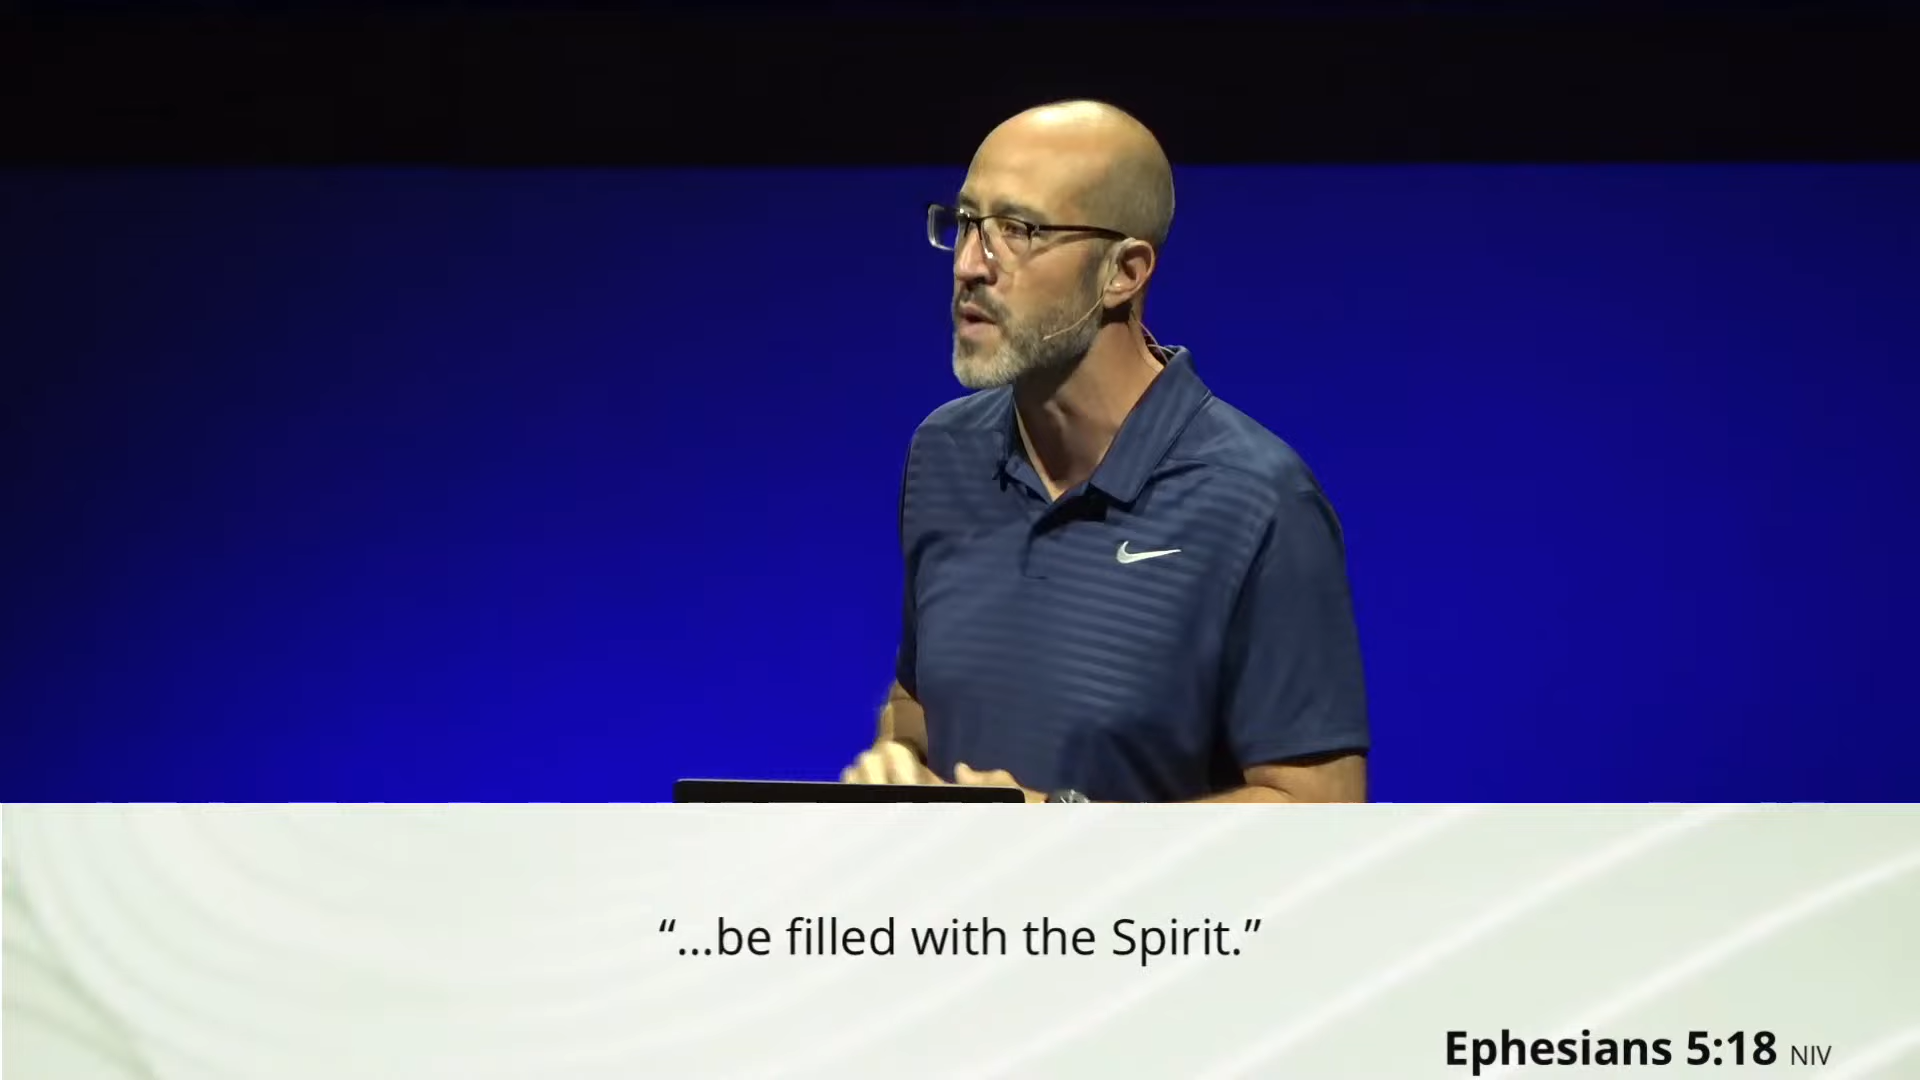 “...be filled with the Spirit.”
Ephesians 5:18 NIV